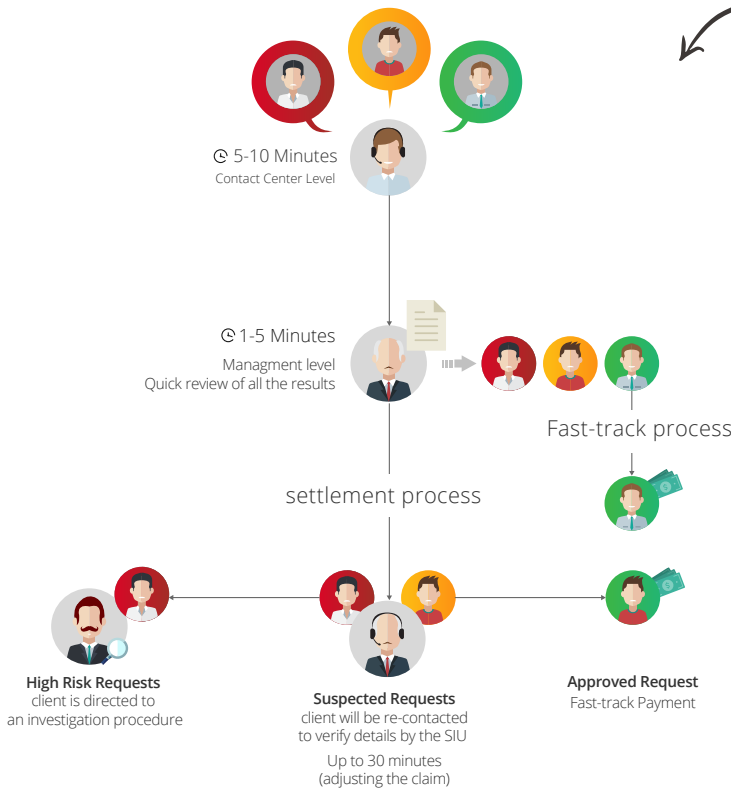 5-10 Minutes
Contact Center Level
1-5 Minutes
Managment level
Quick review of all the results
Fast-track process
settlement process
High Risk Requests
client is directed to
an investigation procedure
Suspected Requests
client will be re-contacted
to verify details by the SIU
Up to 30 minutes
(adjusting the claim)
Approved Request
Fast-track Payment